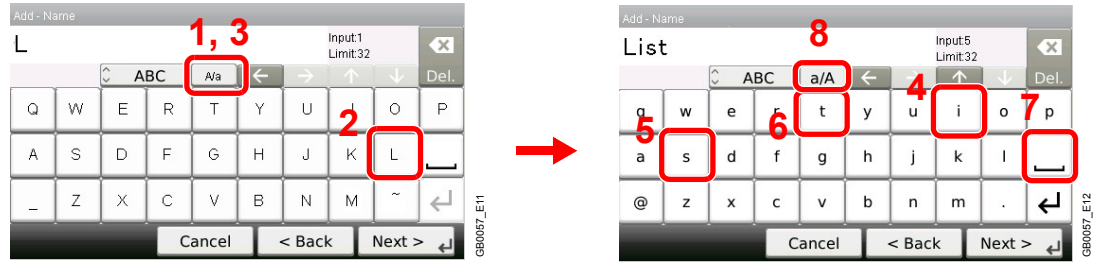 Add - Name
L
1, 3
Input:1
Limit:32
ABC A/a ← → ↑ ↓ Del.
Q W E R T Y U I O P
2
A S D F G H J K L
_ Z X C V B N M ~
Cancel < Back Next >
GB0057_E11
Add - Name
List
8
Input:5
Limit:32
ABC a/A ← → ↑ ↓ Del.
4
7
q w e r t y u i o p
5
6
a s d f g h j k l
@ z x c v b n m .
Cancel < Back Next >
GB0057_E12